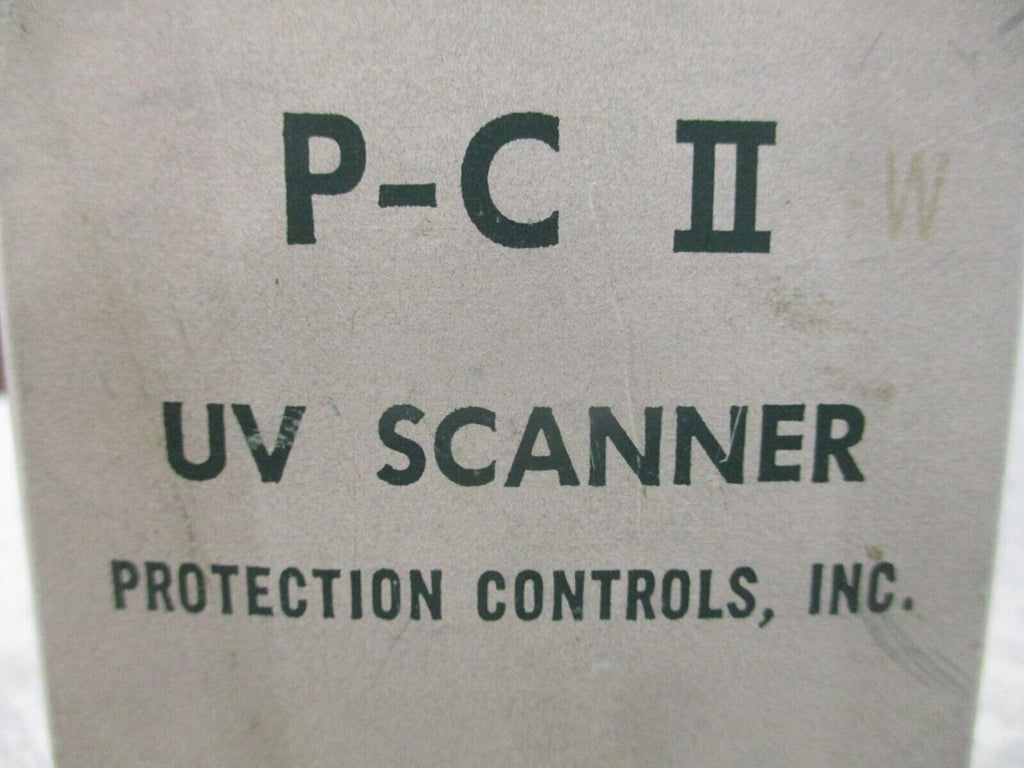 P-C II W
UV SCANNER
PROTECTION CONTROLS, INC.